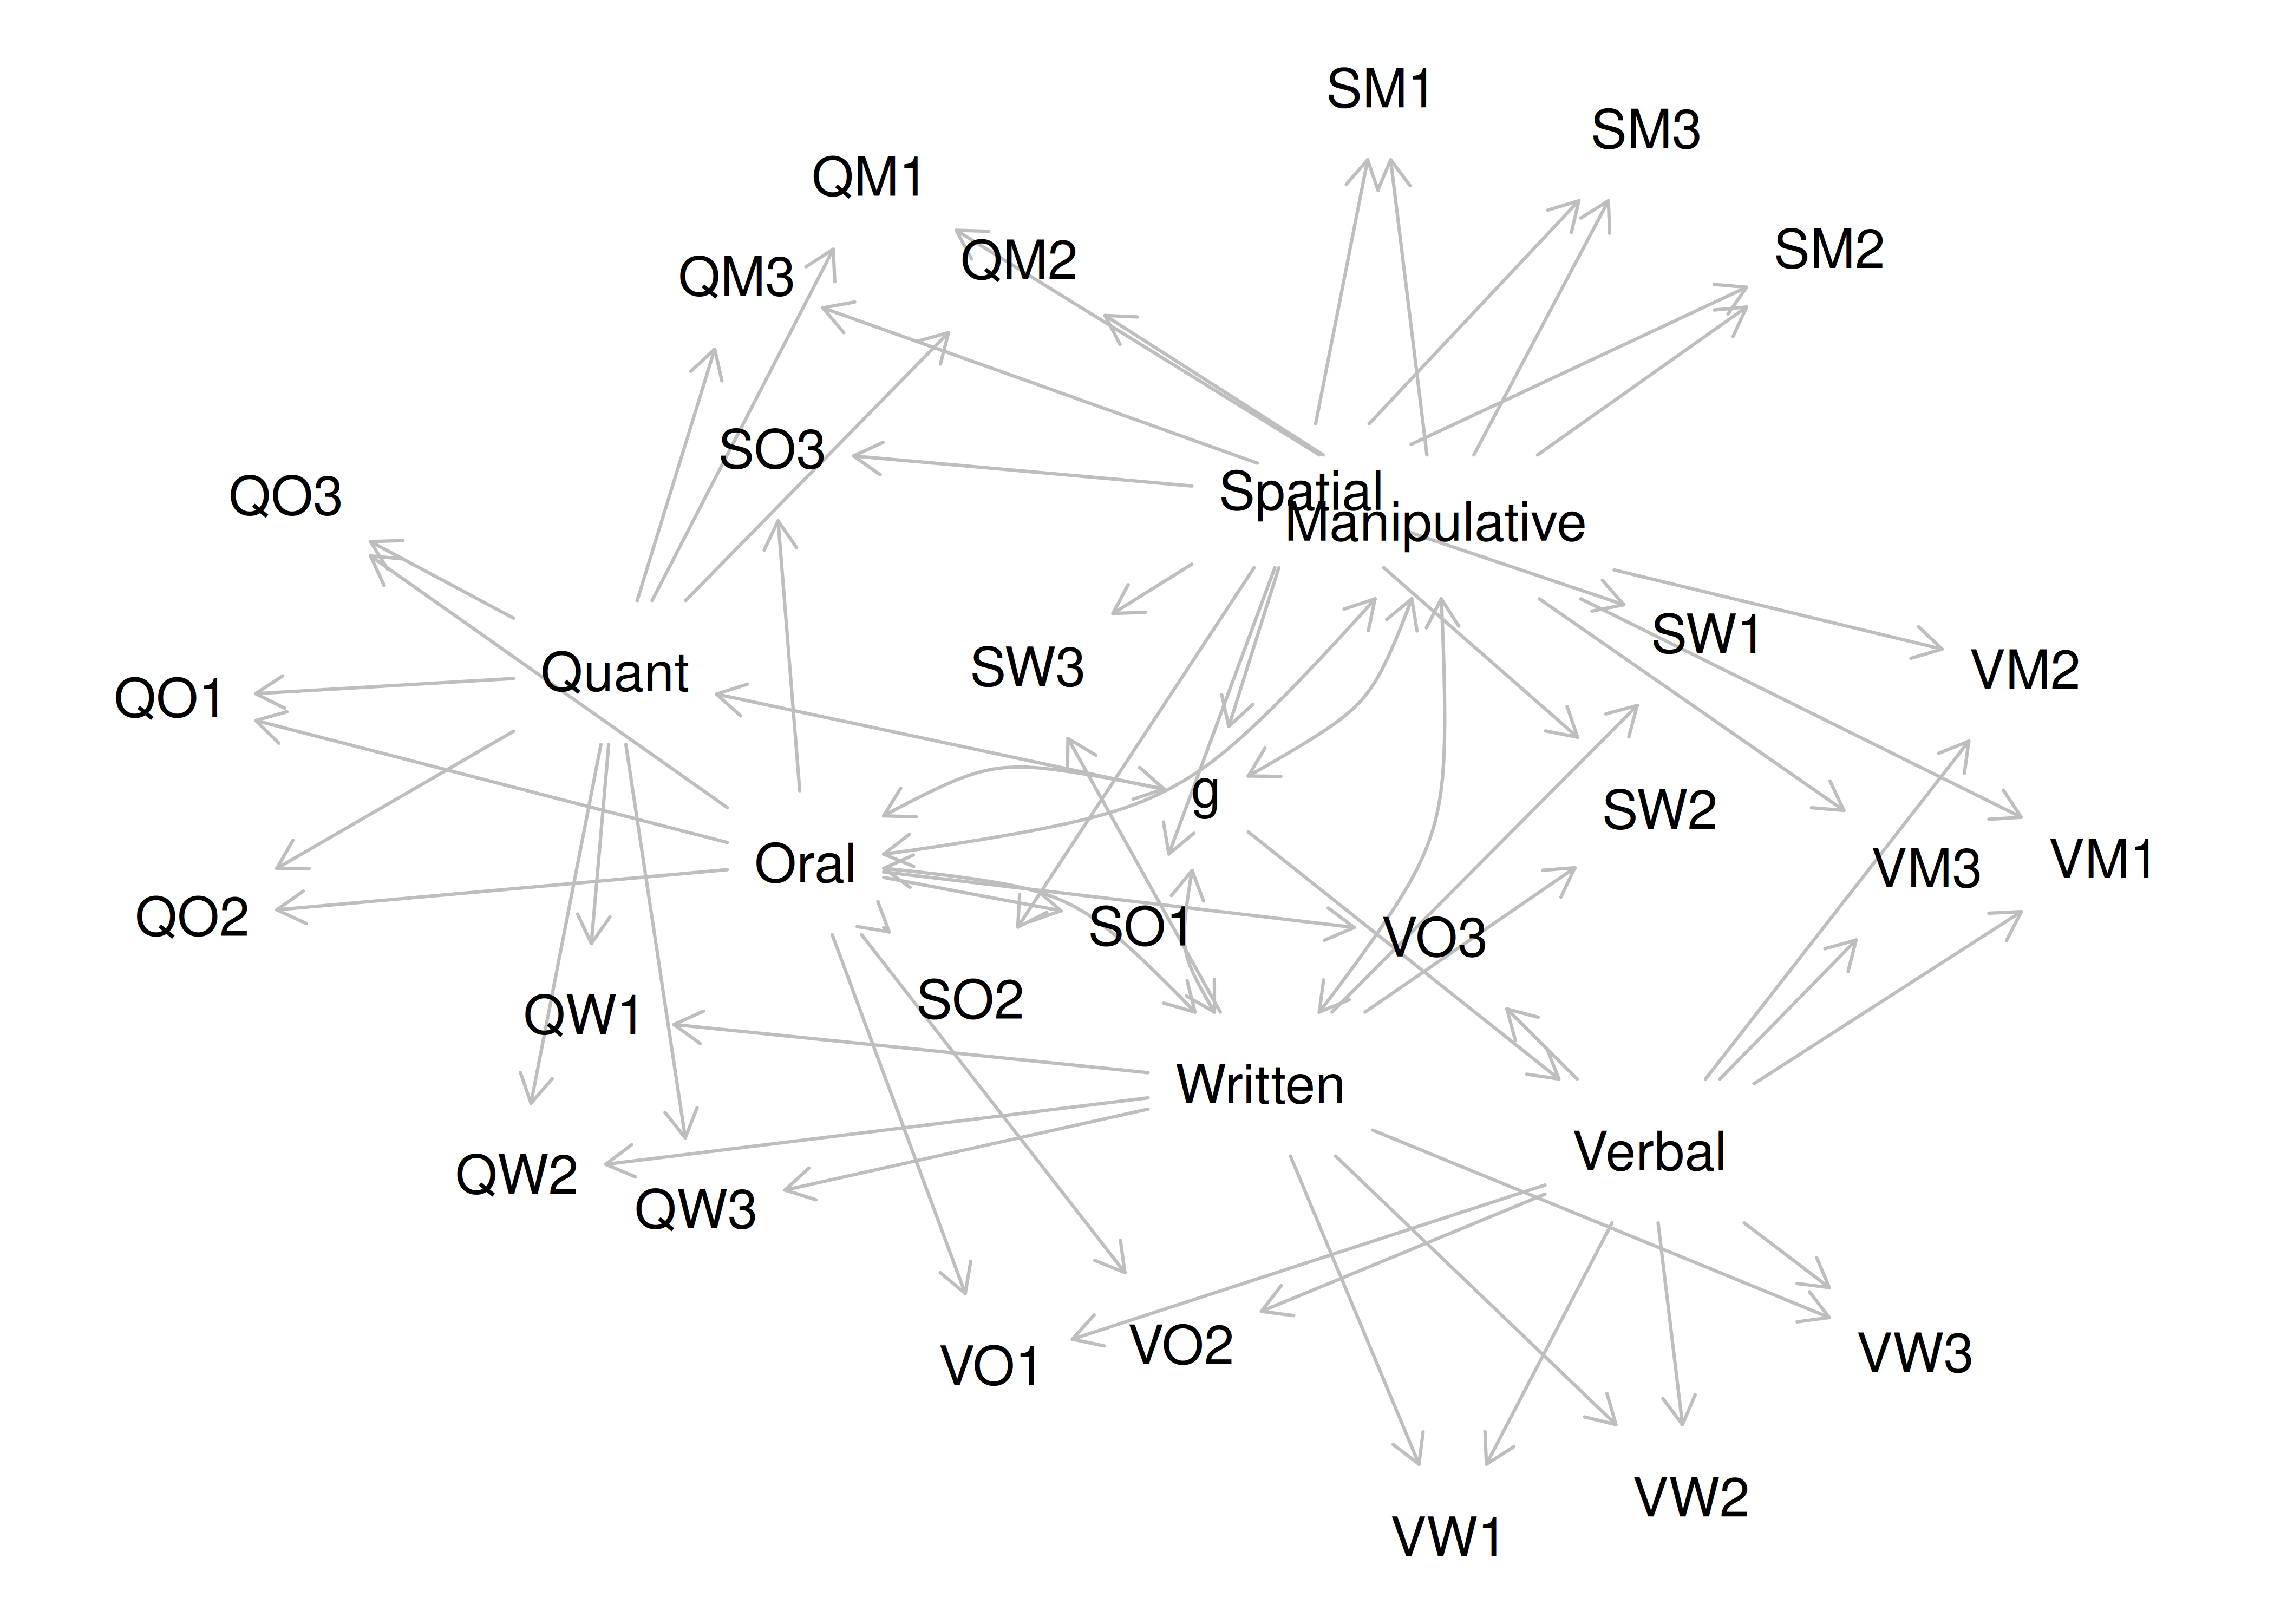 SM1
SM3
QM1
SM2
QM2
QM3
SO3
Spatial
QO3
Manipulative
SW1
SW3
VM2
Quant
QO1
g
SW2
VM1
Oral
VM3
QO2
SO1
VO3
SO2
QW1
Written
Verbal
QW2
QW3
VO2
VW3
VO1
VW2
VW1